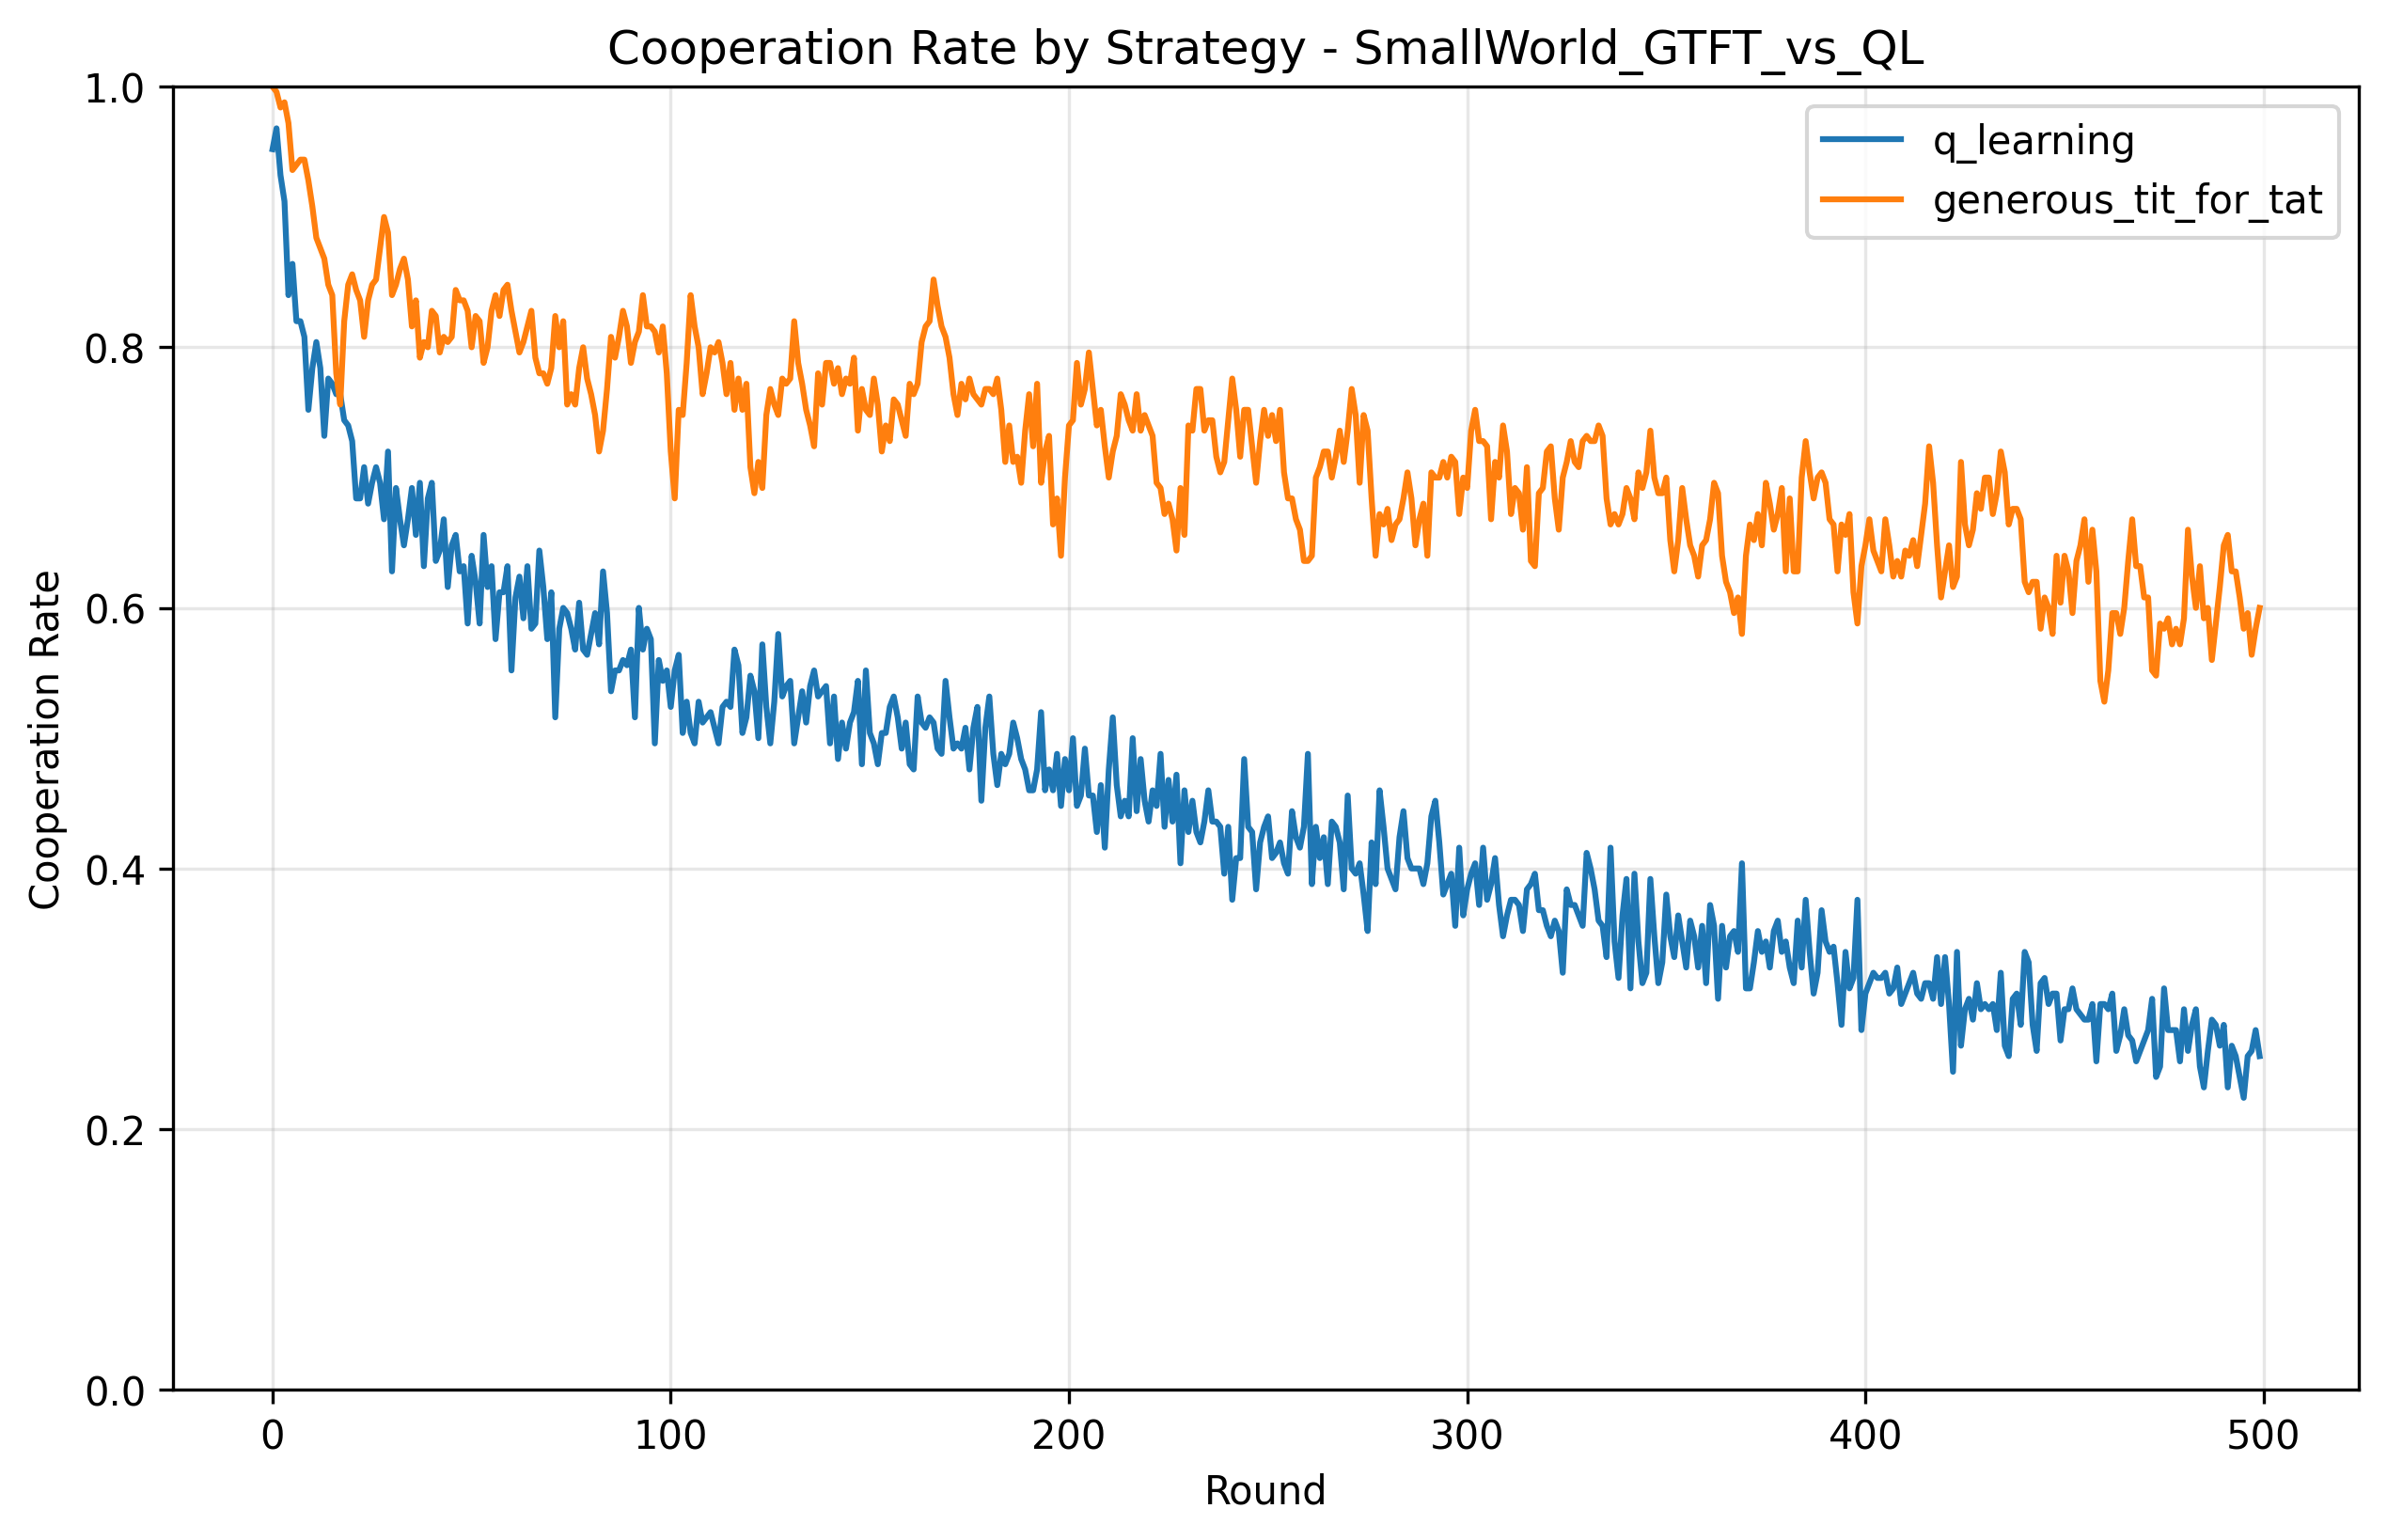 Cooperation Rate by Strategy - SmallWorld_GTFT_vs_QL
q_learning
generous_tit_for_tat
Cooperation Rate
1.0
0.8
0.6
0.4
0.2
0.0
0
100
200
300
400
500
Round